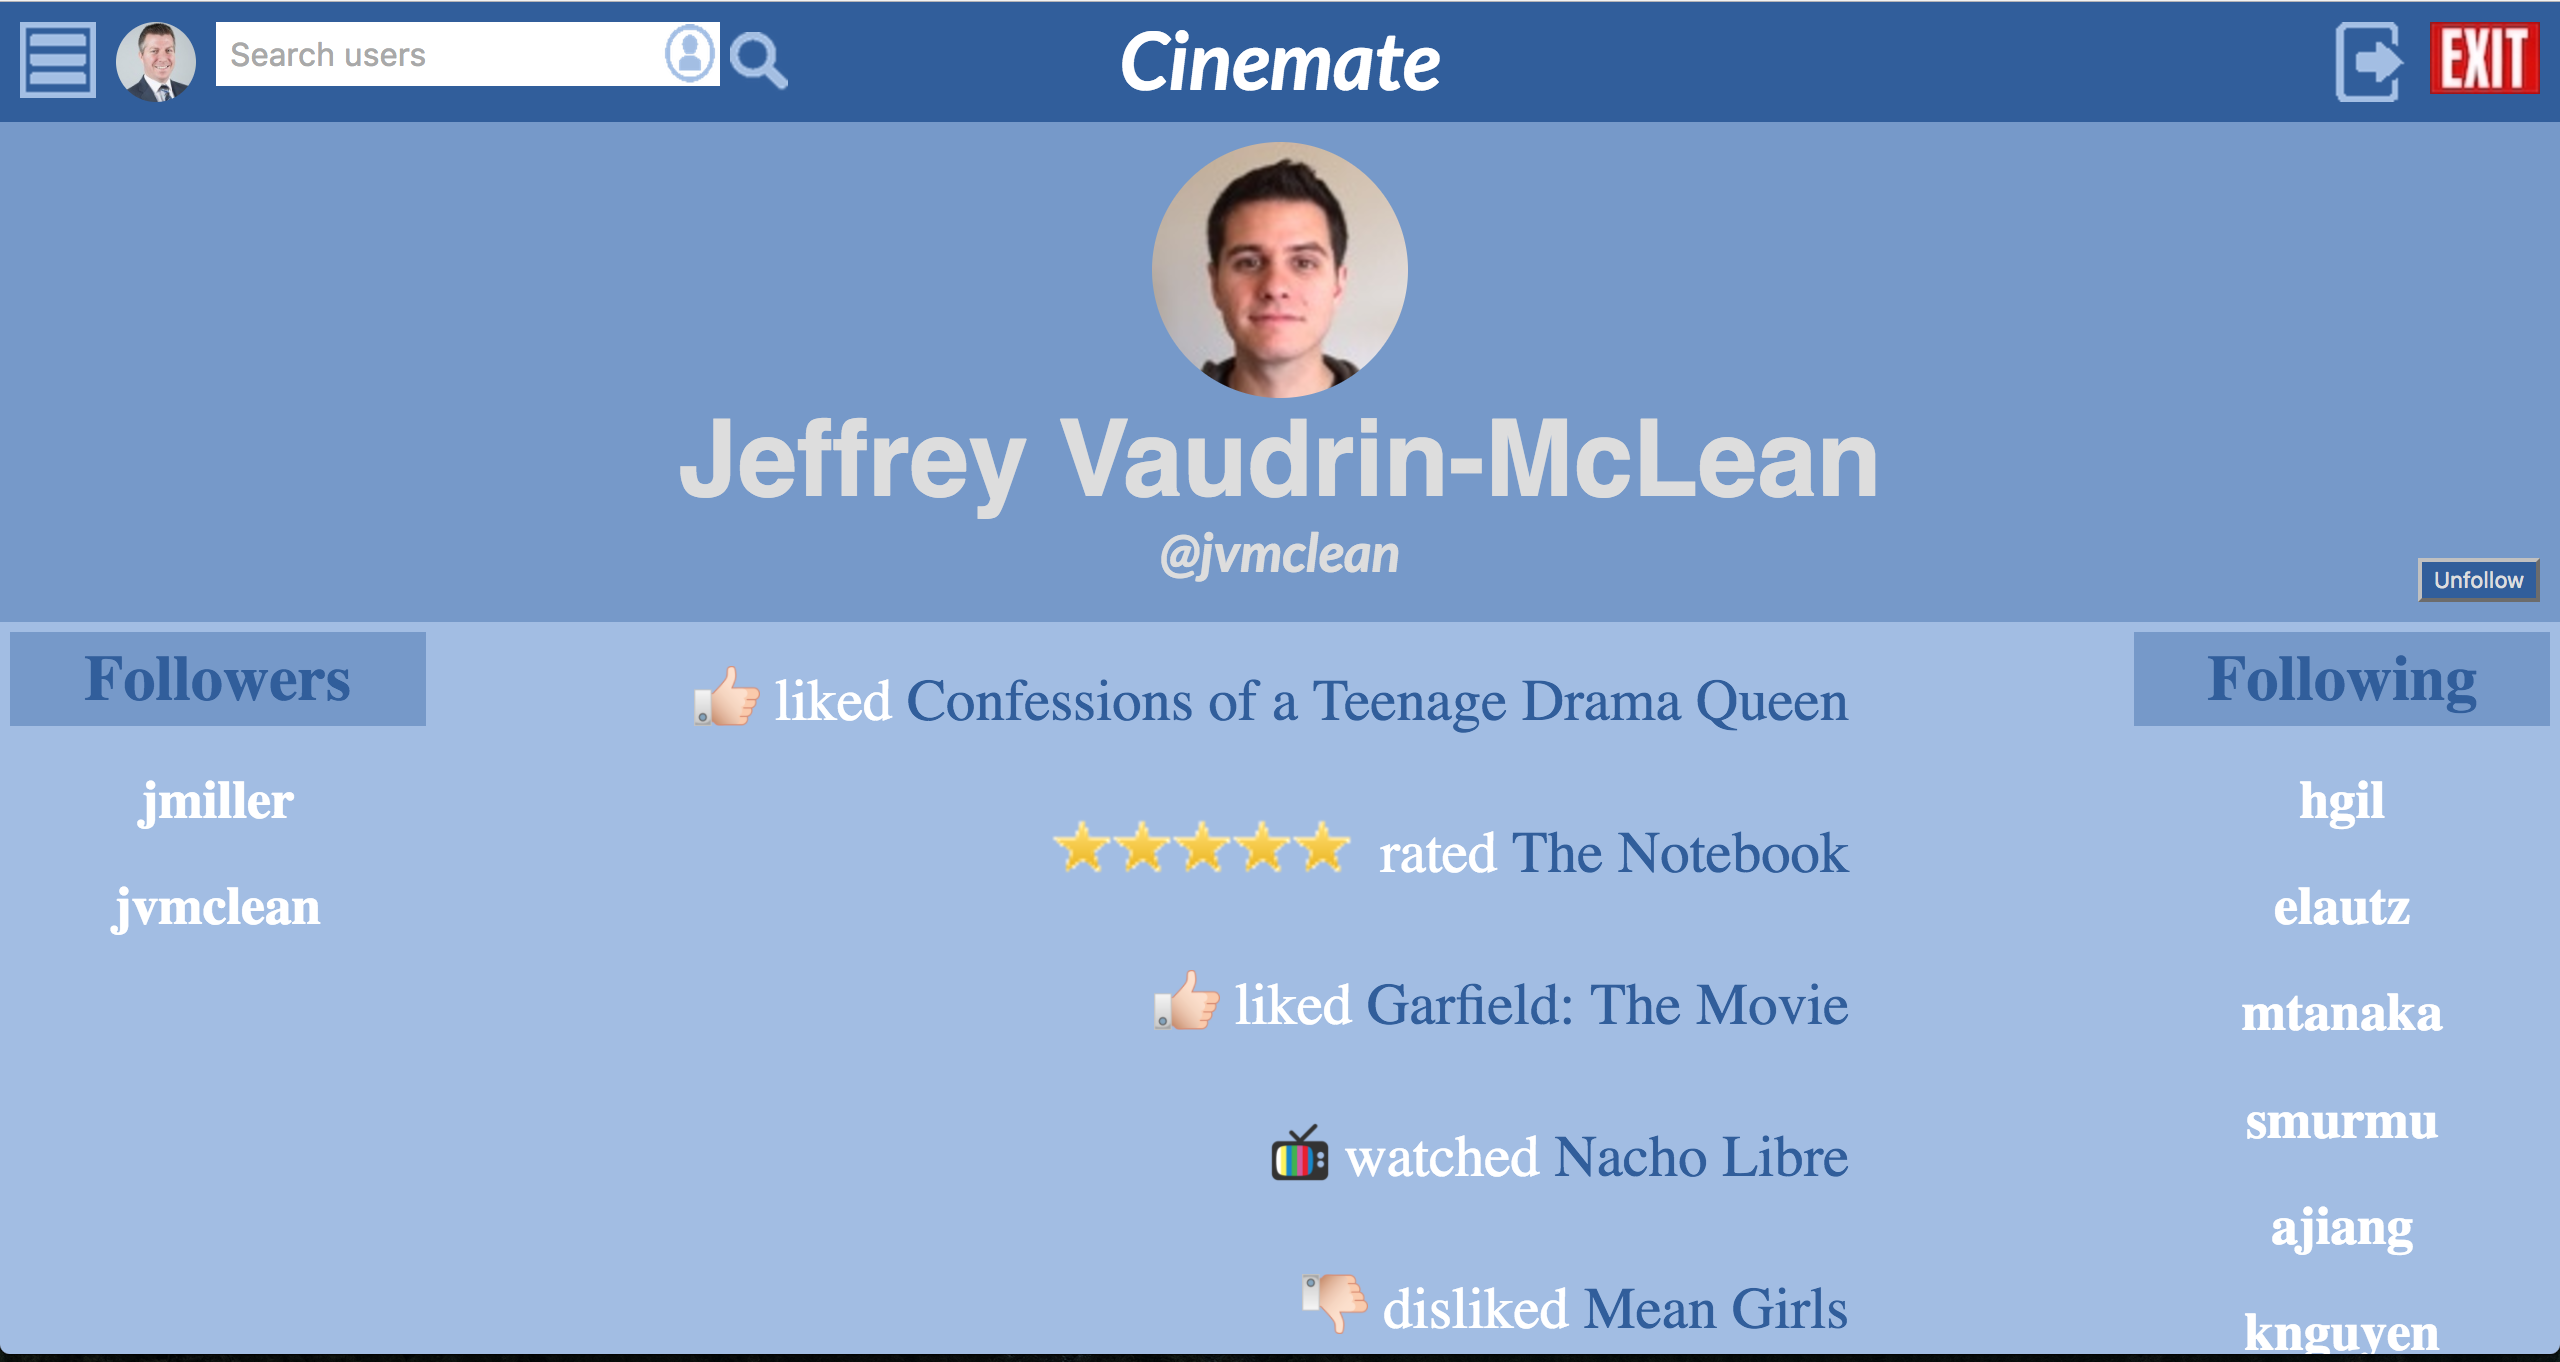 Search users
Cinemate
EXIT
Jeffrey Vaudrin-McLean
@jvmclean
Unfollow
Followers
jmiller
jvmclean
liked Confessions of a Teenage Drama Queen
rated The Notebook
liked Garfield: The Movie
watched Nacho Libre
disliked Mean Girls
Following
hgil
elautz
mtanaka
smurmu
ajiang
knguyen